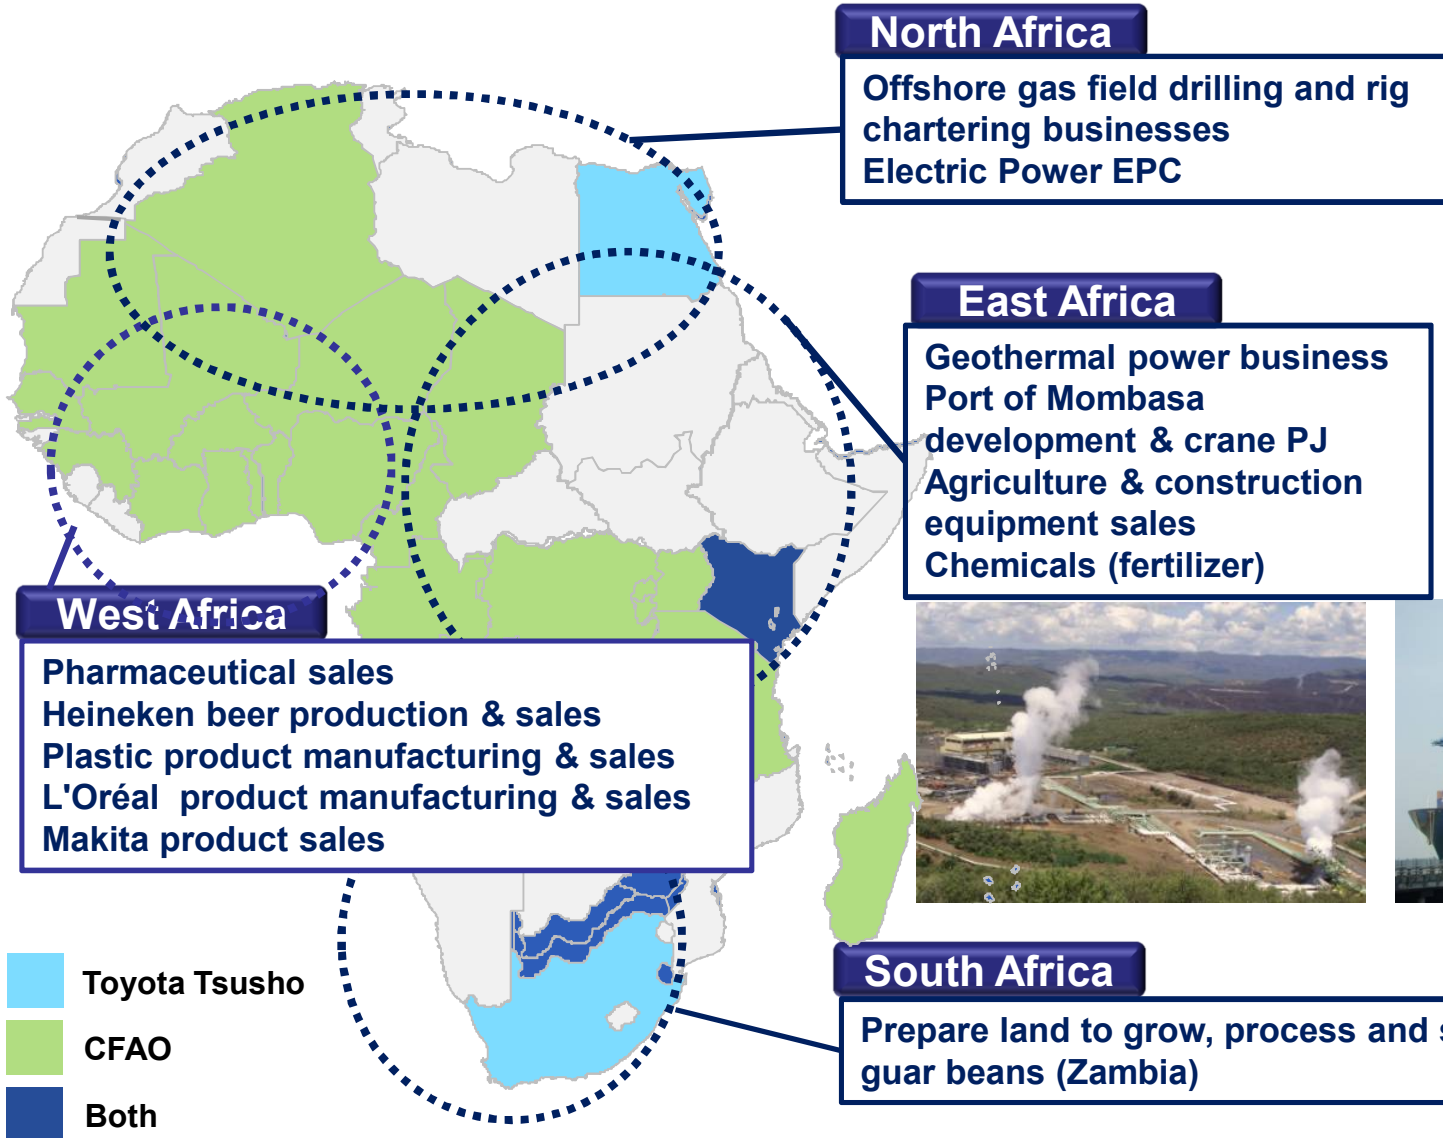 North Africa
Offshore gas field drilling and rig
chartering businesses
Electric Power EPC
East Africa
Geothermal power business
Port of Mombasa
development & crane PJ
Agriculture & construction
equipment sales
Chemicals (fertilizer)
West Africa
Pharmaceutical sales
Heineken beer production & sales
Plastic product manufacturing & sales
L'Oréal  product manufacturing & sales
Makita product sales
South Africa
Prepare land to grow, process and
guar beans (Zambia)
Toyota Tsusho
CFAO
Both